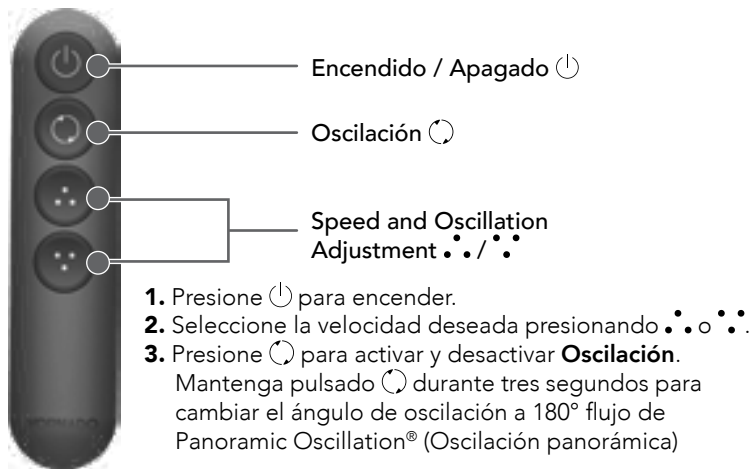 Encendido / Apagado
Oscilación
Speed and Oscillation
Adjustment /
1. Presione para encender.
2. Seleccione la velocidad deseada presionando o .
3. Presione para activar y desactivar Oscilación.
Mantenga pulsado durante tres segundos para
cambiar el ángulo de oscilación a 180° flujo de
Panoramic Oscillation® (Oscilación panorámica)